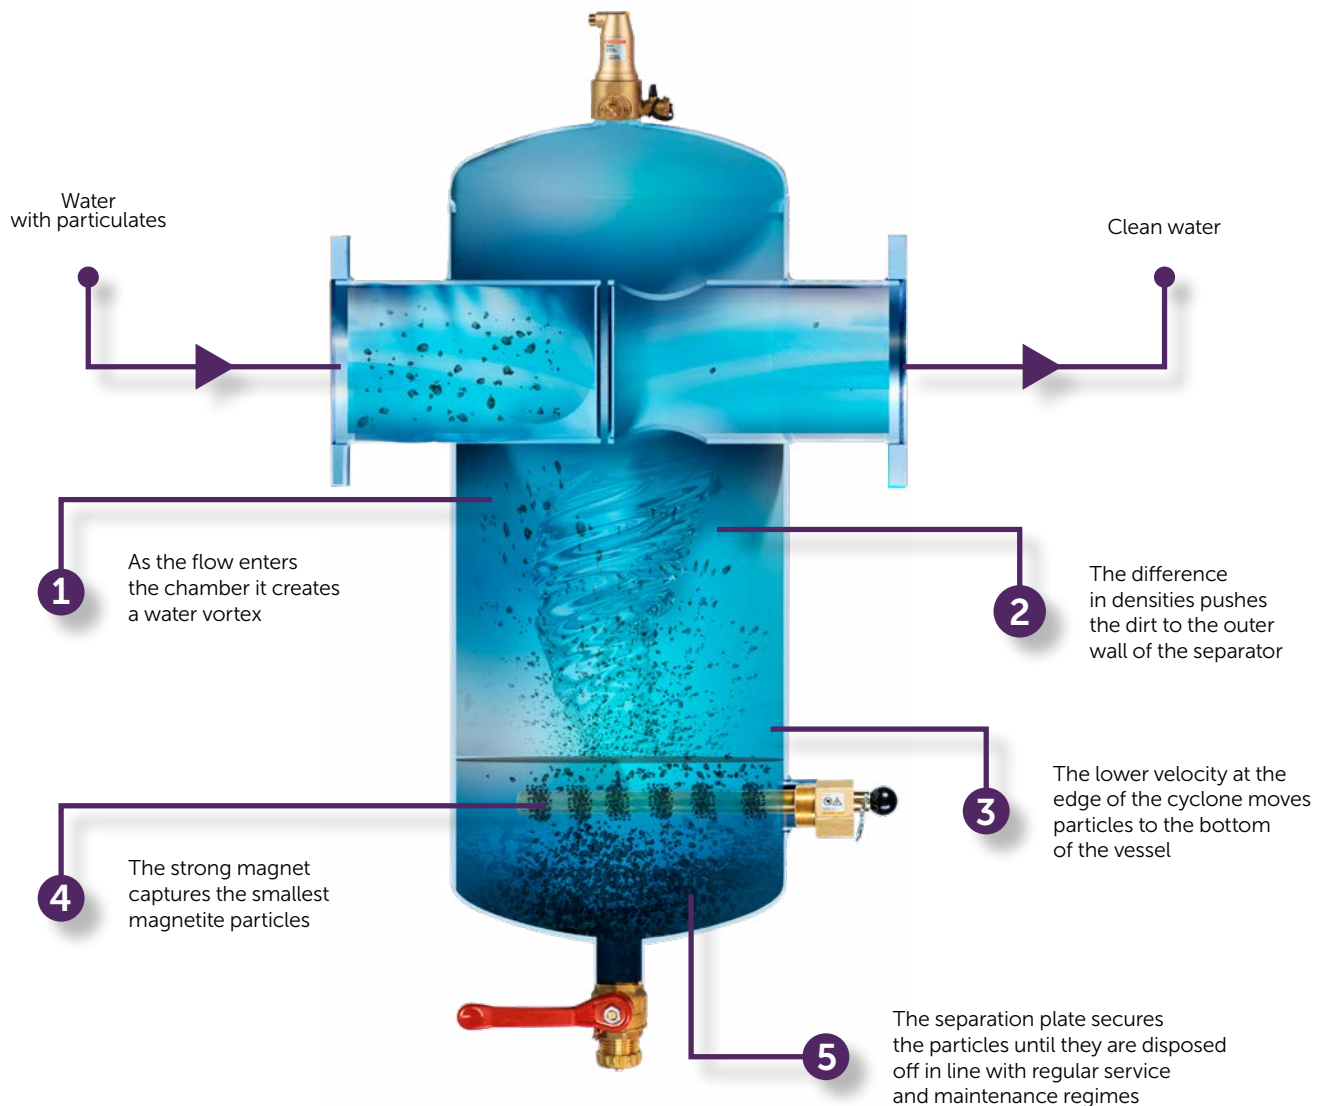 Water
with particulates
Clean water
1
As the flow enters
the chamber it creates
a water vortex
2
The difference
in densities pushes
the dirt to the outer
wall of the separator
3
The lower velocity at the
edge of the cyclone moves
particles to the bottom
of the vessel
4
The strong magnet
captures the smallest
magnetite particles
5
The separation plate secures
the particles until they are disposed
off in line with regular service
and maintenance regimes